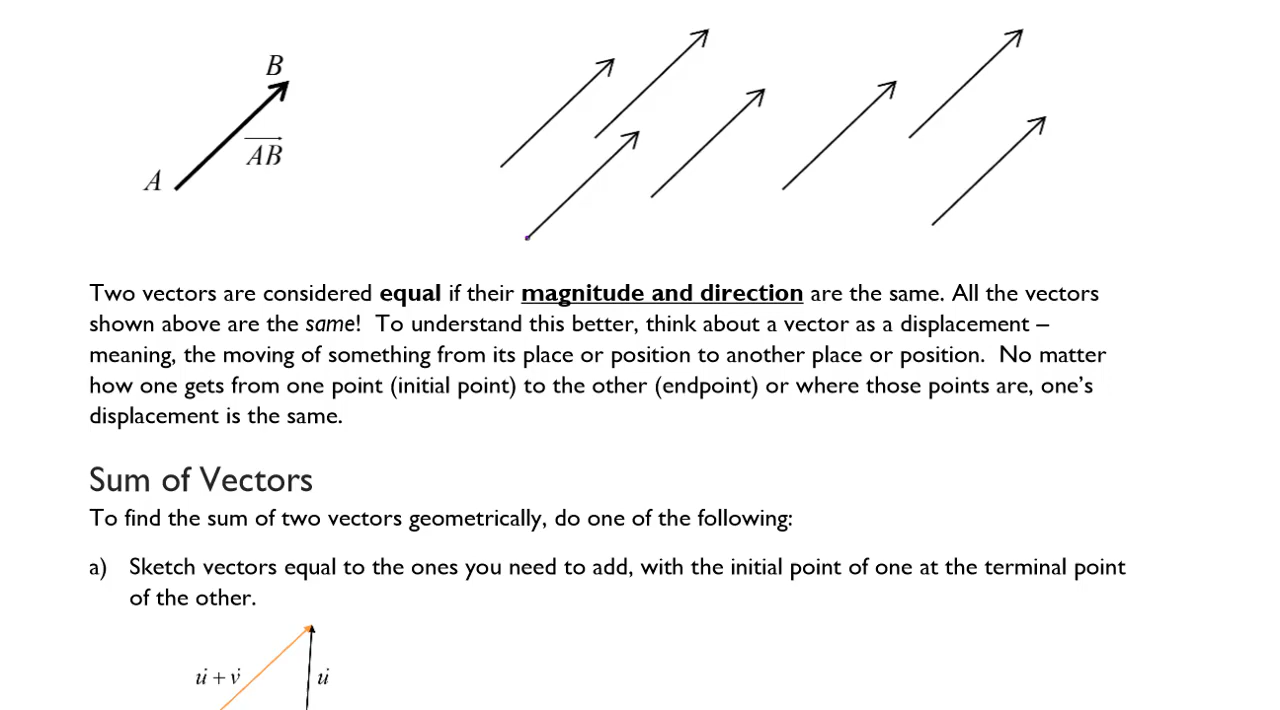 B
AB
A
Two vectors are considered equal if their magnitude and direction are the same. All the vectors
shown above are the same!  To understand this better, think about a vector as a displacement –
meaning, the moving of something from its place or position to another place or position.  No matter
how one gets from one point (initial point) to the other (endpoint) or where those points are, one’s
displacement is the same.
Sum of Vectors
To find the sum of two vectors geometrically, do one of the following:
a) Sketch vectors equal to the ones you need to add, with the initial point of one at the terminal point
of the other.
u̇ + v̇ u̇